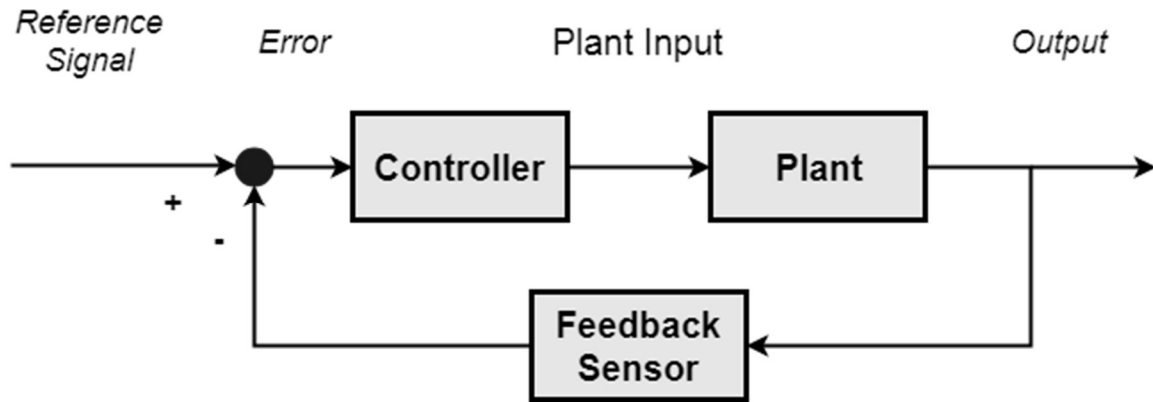 Reference
Signal
Error
Plant Input
Output
Controller
Plant
+
-
Feedback
Sensor